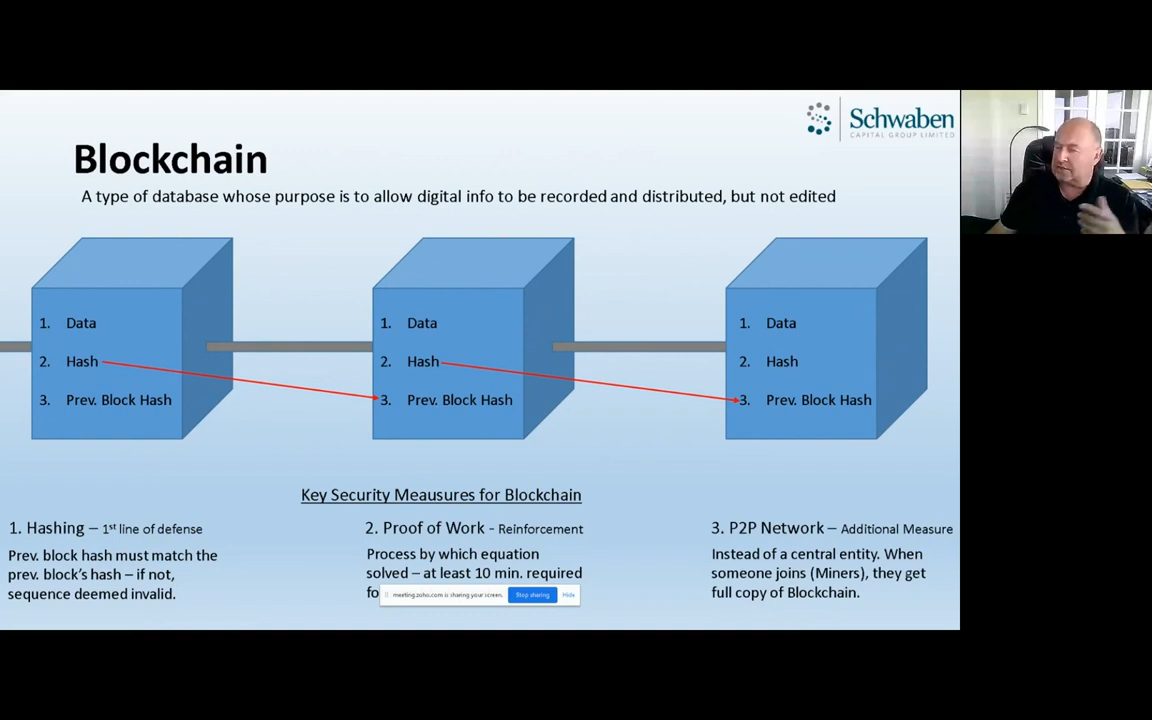 Schwaben
CAPITAL GROUP LIMITED
Blockchain
A type of database whose purpose is to allow digital info to be recorded and distributed, but not edited
1. Data
2. Hash
3. Prev. Block Hash
1. Data
2. Hash
3. Prev. Block Hash
1. Data
2. Hash
3. Prev. Block Hash
Key Security Meausures for Blockchain
1. Hashing – 1st line of defense
Prev. block hash must match the
prev. block's hash – if not,
sequence deemed invalid.
2. Proof of Work - Reinforcement
Process by which equation
solved – at least 10 min. required
fo
meeting.zoho.com is sharing your screen. Stop sharing Hide
3. P2P Network – Additional Measure
Instead of a central entity. When
someone joins (Miners), they get
full copy of Blockchain.